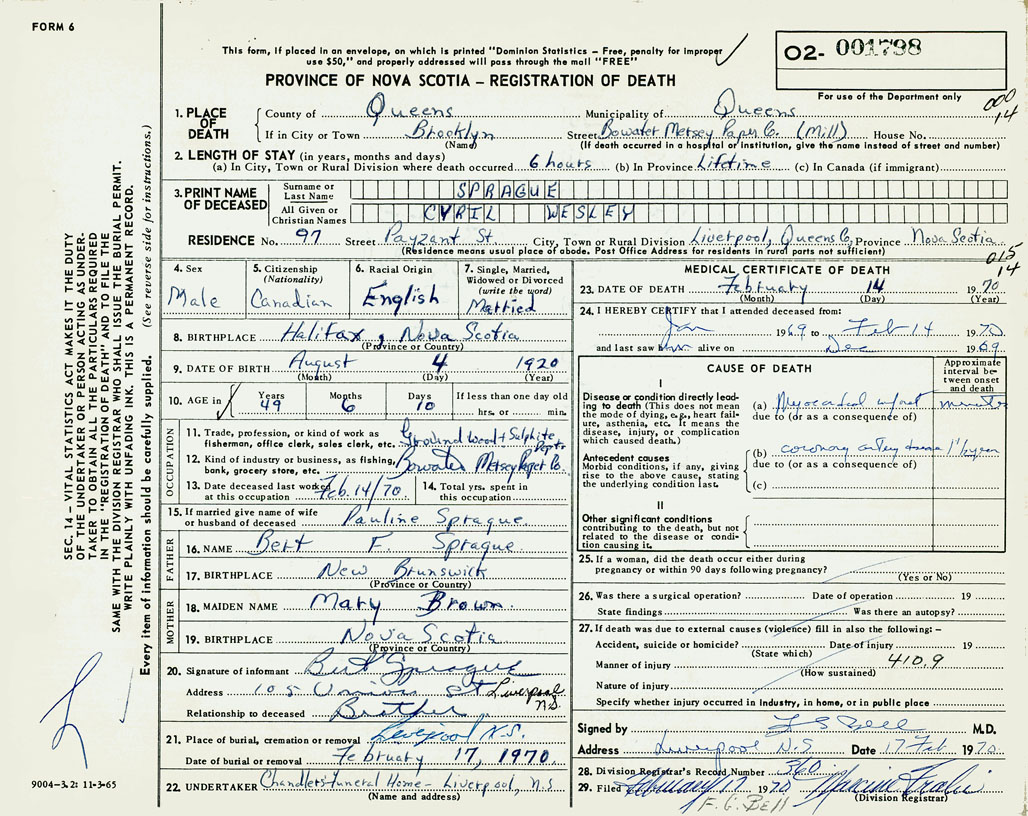 FORM 6
This form, if placed in an envelope, on which is printed "Dominion Statistics – Free, penalty for improper
use $50," and properly addressed will pass through the mail "FREE"
PROVINCE OF NOVA SCOTIA – REGISTRATION OF DEATH
O2- 001798
For use of the Department only
000
14
1. PLACE OF DEATH
County of Queens Municipality of Queens
If in City or Town Brooklyn Street Bowater Mersey Paper Co. (Mill) House No.
(Name) (If death occurred in a hospital or institution, give the name instead of street and number)
2. LENGTH OF STAY (in years, months and days)
(a) In City, Town or Rural Division where death occurred 6 hours (b) In Province Lifetime (c) In Canada (if immigrant)
3. PRINT NAME OF DECEASED
Surname or Last Name SPRAGUE
All Given or Christian Names CYRIL WESLEY
RESIDENCE No. 97 Street Payzant St. City, Town or Rural Division Liverpool, Queens Co, Province Nova Scotia
(Residence means usual place of abode. Post Office Address for residents in rural parts not sufficient)
015
14
4. Sex
Male
5. Citizenship
(Nationality)
Canadian
6. Racial Origin
English
7. Single, Married,
Widowed or Divorced
(write the word)
Married
8. BIRTHPLACE Halifax, Nova Scotia
(Province or Country)
9. DATE OF BIRTH August 4 1920
(Month) (Day) (Year)
10. AGE in Years 49 Months 6 Days 10 If less than one day old
hrs. or min.
OCCUPATION
11. Trade, profession, or kind of work as
fisherman, office clerk, sales clerk, etc. Ground Wood & Sulphite
12. Kind of industry or business, as fishing,
bank, grocery store, etc. Bowater Mersey Paper Co.
13. Date deceased last worked
at this occupation Feb. 14/70
14. Total yrs. spent in
this occupation
15. If married give name of wife
or husband of deceased Pauline Sprague
FATHER
16. NAME Bert F. Sprague
17. BIRTHPLACE New Brunswick
(Province or Country)
MOTHER
18. MAIDEN NAME Mary Brown
19. BIRTHPLACE Nova Scotia
(Province or Country)
20. Signature of informant Bert Sprague
Address 105 Union St Liverpool N.S.
Relationship to deceased Brother
21. Place of burial, cremation or removal Liverpool N.S.
Date of burial or removal February 17, 1970
22. UNDERTAKER Chandlers Funeral Home - Liverpool, N.S
(Name and address)
MEDICAL CERTIFICATE OF DEATH
23. DATE OF DEATH February 14 1970
(Month) (Day) (Year)
24. I HEREBY CERTIFY that I attended deceased from:
Jan 1969 to Feb 14 1970
and last saw him alive on Dec 1969
CAUSE OF DEATH
Approximate
interval be-
tween onset
and death
I
Disease or condition directly lead-
ing to death (This does not mean
the mode of dying, e.g., heart fail-
ure, asthenia, etc. It means the
disease, injury, or complication
which caused death.)
(a) Myocardial infarct minutes
due to (or as a consequence of)
Antecedent causes
Morbid conditions, if any, giving
rise to the above cause, stating
the underlying condition last.
(b) coronary artery
due to (or as a consequence of)
(c)
II
Other significant conditions
contributing to the death, but not
related to the disease or condi-
tion causing it.
25. If a woman, did the death occur either during
pregnancy or within 90 days following pregnancy?
(Yes or No)
26. Was there a surgical operation? Date of operation 19
State findings Was there an autopsy?
27. If death was due to external causes (violence) fill in also the following: –
Accident, suicide or homicide? Date of injury 19
(State which)
Manner of injury 410.9
(How sustained)
Nature of injury
Specify whether injury occurred in industry, in home, or in public place
Signed by F G Bell M.D.
Address Liverpool N.S Date 17 Feb 1970
28. Division Registrar's Record Number 360
29. Filed February 17 1970
(Division Registrar)
F. G. BELL
SEC. 14 – VITAL STATISTICS ACT MAKES IT THE DUTY
OF THE UNDERTAKER OR PERSON ACTING AS UNDER-
TAKER TO OBTAIN ALL THE PARTICULARS REQUIRED
IN THE "REGISTRATION OF DEATH" AND TO FILE THE
SAME WITH THE DIVISION REGISTRAR WHO SHALL ISSUE THE BURIAL PERMIT.
WRITE PLAINLY WITH UNFADING INK. THIS IS A PERMANENT RECORD.
Every item of information should be carefully supplied. (See reverse side for instructions.)
9004–3.2: 11-3-65